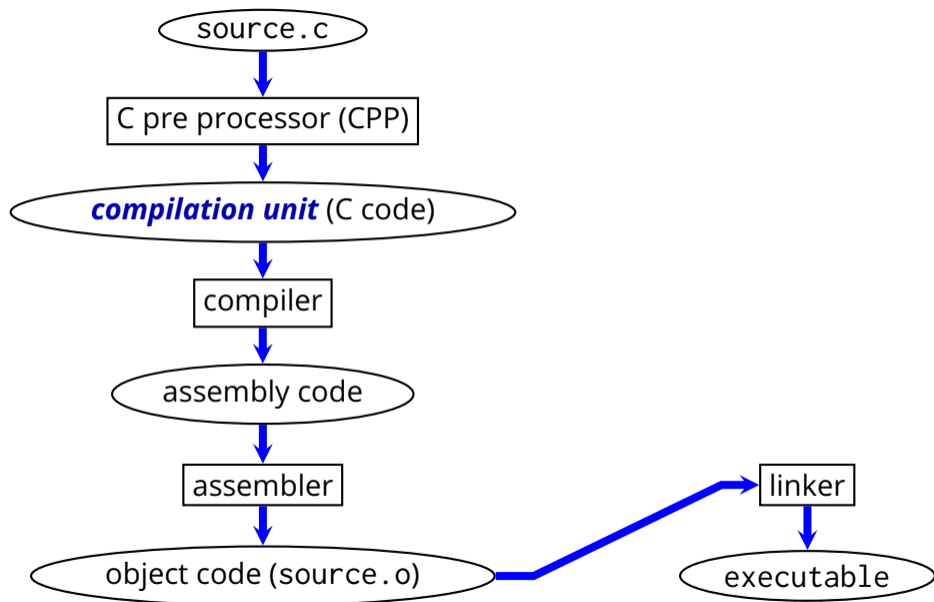 source.c
C pre processor (CPP)
compilation unit (C code)
compiler
assembly code
assembler
linker
object code (source.o)
executable